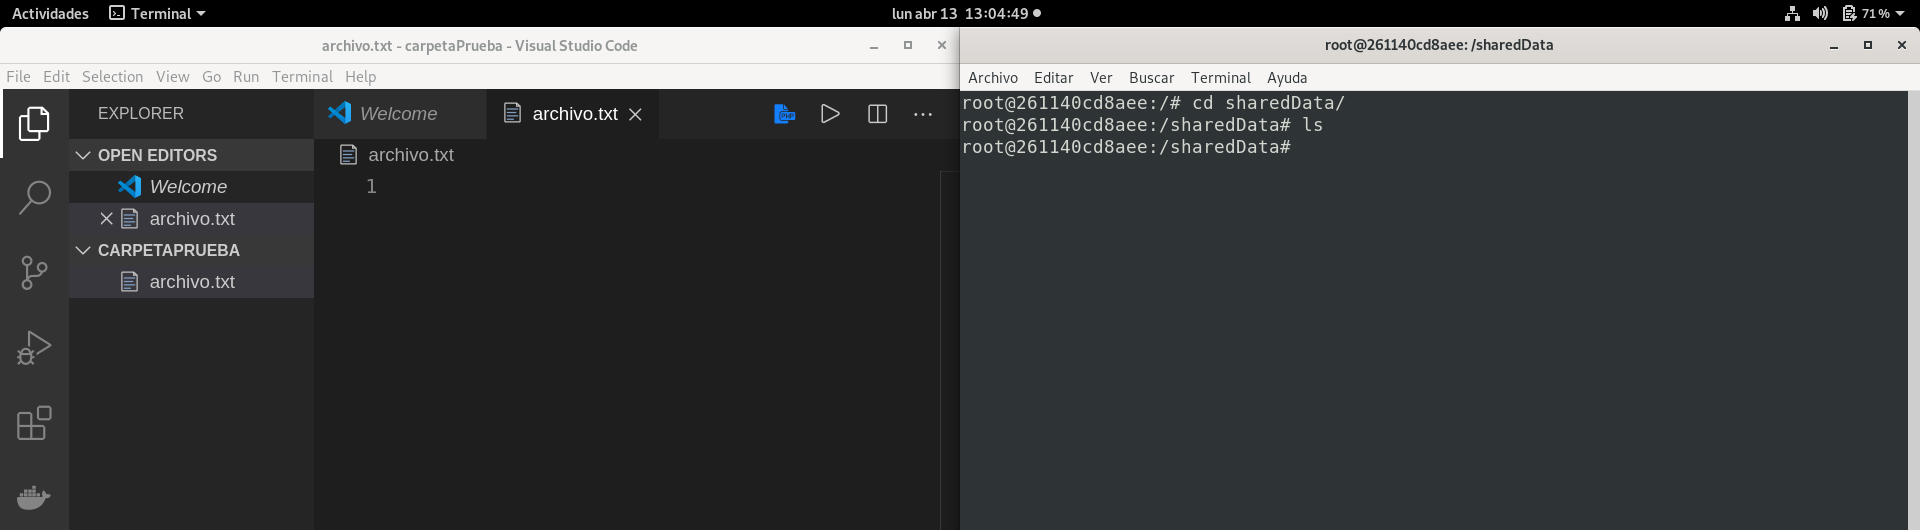 Actividades Terminal lun abr 13 13:04:49 71 %
archivo.txt - carpetaPrueba - Visual Studio Code
File Edit Selection View Go Run Terminal Help
EXPLORER
OPEN EDITORS
Welcome
archivo.txt
CARPETAPRUEBA
archivo.txt
Welcome archivo.txt
PHP
archivo.txt
1
root@261140cd8aee: /sharedData
Archivo Editar Ver Buscar Terminal Ayuda
root@261140cd8aee:/# cd sharedData/
root@261140cd8aee:/sharedData# ls
root@261140cd8aee:/sharedData#